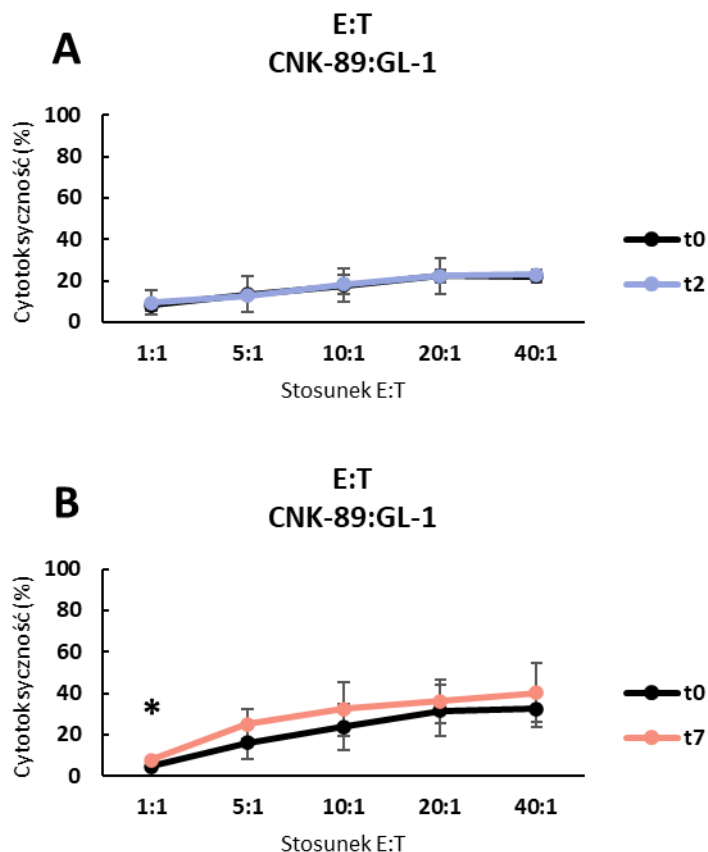 A
E:T
CNK-89:GL-1
Cytotoksyczność (%)
100
80
60
40
20
0
1:1 5:1 10:1 20:1 40:1
Stosunek E:T
t0
t2
B
E:T
CNK-89:GL-1
Cytotoksyczność (%)
100
80
60
40
20
0
*
1:1 5:1 10:1 20:1 40:1
Stosunek E:T
t0
t7